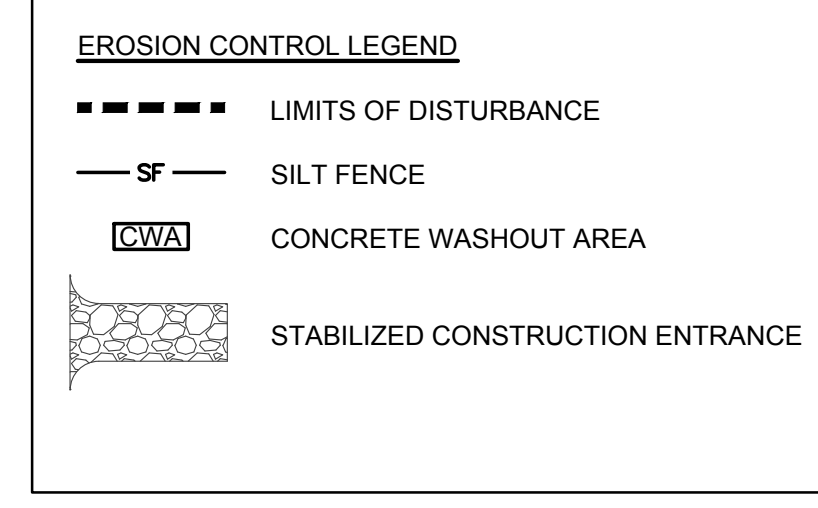 EROSION CONTROL LEGEND
LIMITS OF DISTURBANCE
SF SILT FENCE
CWA CONCRETE WASHOUT AREA
STABILIZED CONSTRUCTION ENTRANCE